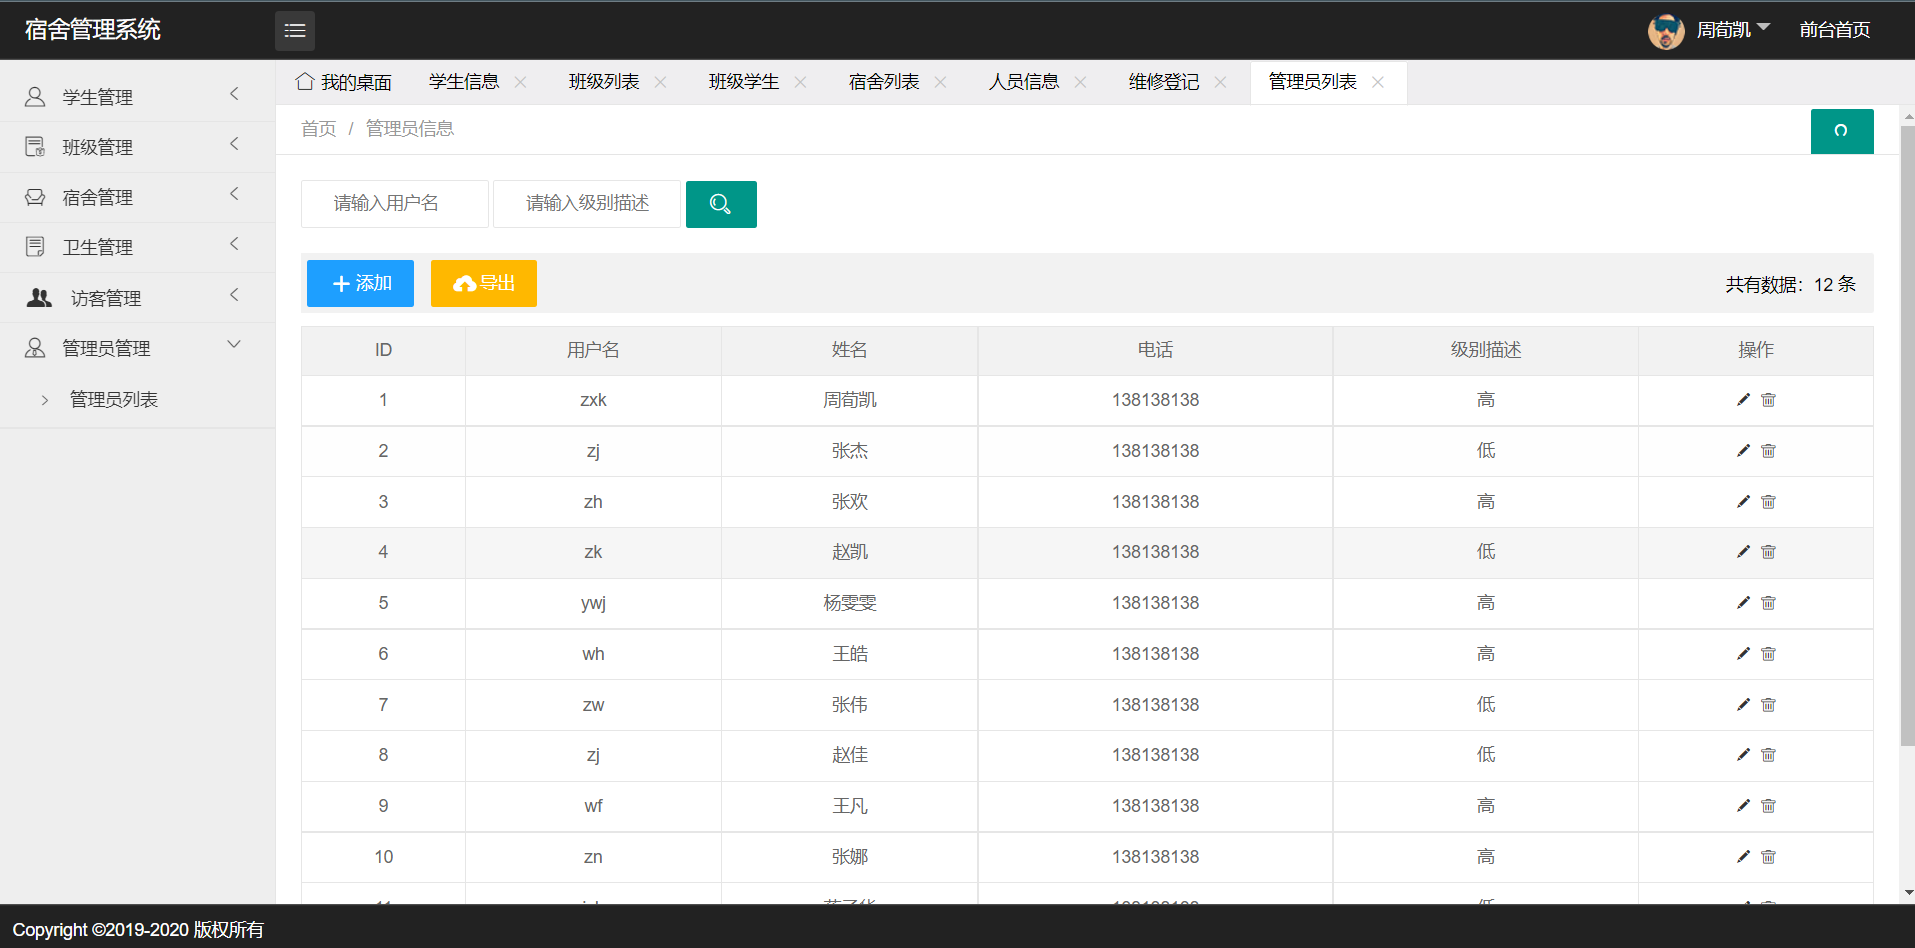 宿舍管理系统
周荀凯 前台首页
我的桌面 学生信息 班级列表 班级学生 宿舍列表 人员信息 维修登记 管理员列表
学生管理
班级管理
宿舍管理
卫生管理
访客管理
管理员管理
管理员列表
首页 / 管理员信息
请输入用户名 请输入级别描述
添加 导出 共有数据：12 条
ID 用户名 姓名 电话 级别描述 操作
1 zxk 周荀凯 138138138 高
2 zj 张杰 138138138 低
3 zh 张欢 138138138 高
4 zk 赵凯 138138138 低
5 ywj 杨雯雯 138138138 高
6 wh 王皓 138138138 高
7 zw 张伟 138138138 低
8 zj 赵佳 138138138 低
9 wf 王凡 138138138 高
10 zn 张娜 138138138 高
Copyright ©2019-2020 版权所有